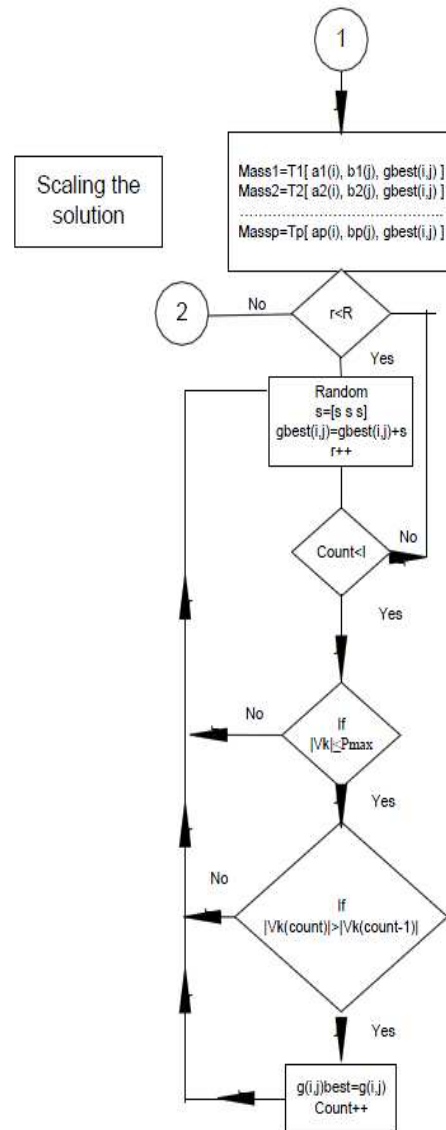 1
Scaling the
solution
Mass1=T1[ a1(i), b1(j), gbest(i,j) ]
Mass2=T2[ a2(i), b2(j), gbest(i,j) ]
Massp=Tp[ ap(i), bp(j), gbest(i,j) ]
2
No
r<R
Yes
Random
s=[s s s]
gbest(i,j)=gbest(i,j)+s
r++
Count<I
No
Yes
No
If
|Vk|≤Pmax
Yes
No
If
|Vk(count)|>|Vk(count-1)|
Yes
g(i,j)best=g(i,j)
Count++